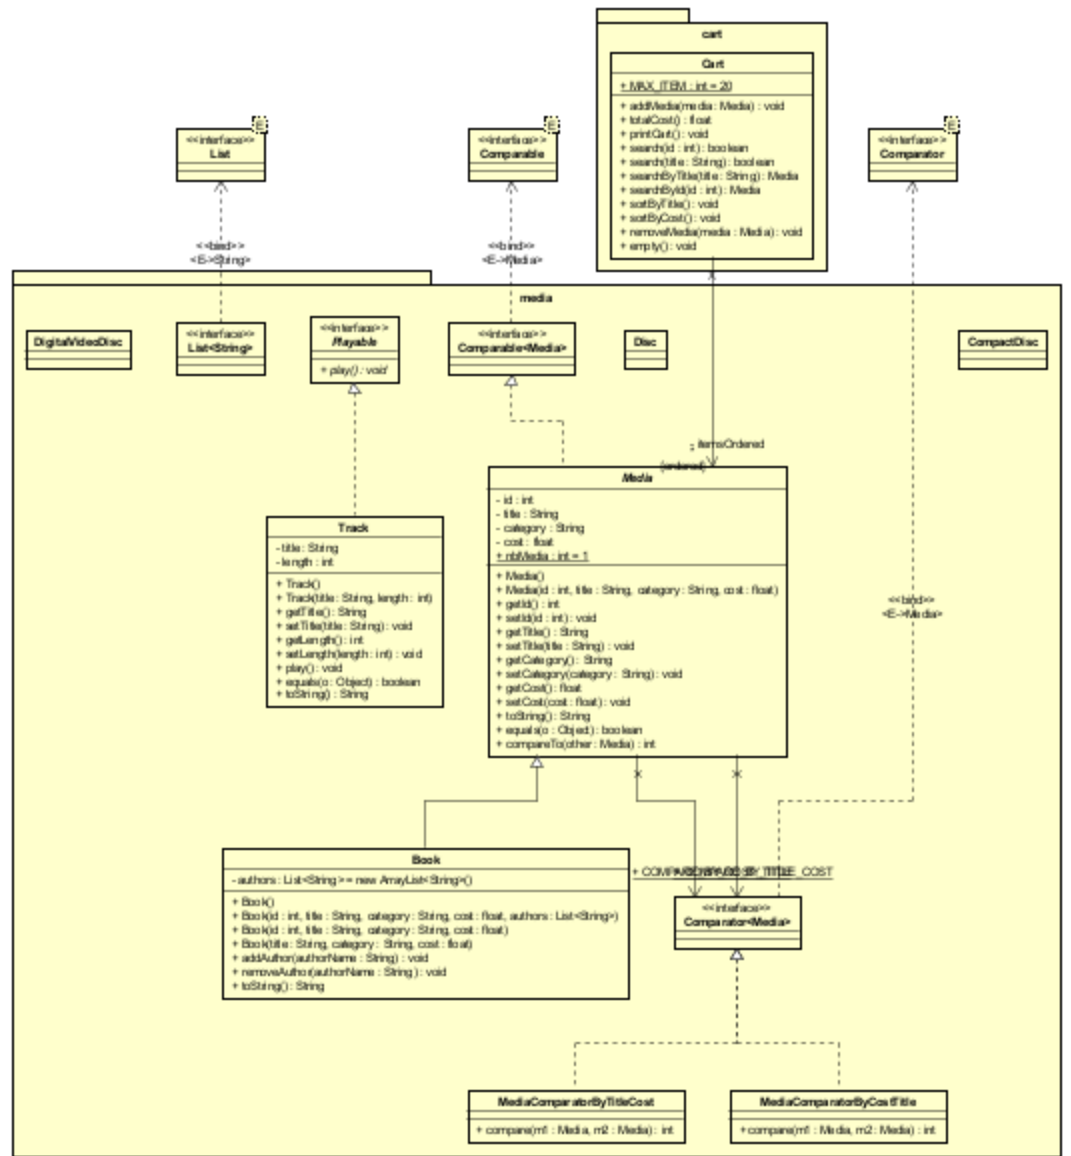 cart
Cart
+ MAX_ITEM : int = 20
+ addMedia(media : Media) : void
+ totalCost() : float
+ printCart() : void
+ search(id : int) : boolean
+ search(title : String) : boolean
+ searchByTitle(title : String) : Media
+ searchById(id : int) : Media
+ sortByTitle() : void
+ sortByCost() : void
+ removeMedia(media : Media) : void
+ empty() : void
E
<<interface>>
List
E
<<interface>>
Comparable
E
<<interface>>
Comparator
<<bind>>
<E->String>
<<bind>>
<E->Media>
media
DigitalVideoDisc
<<interface>>
List<String>
<<interface>>
Playable
+ play() : void
<<interface>>
Comparable<Media>
Disc
CompactDisc
itemsOrdered
{ordered}
Media
- id : int
- title : String
- category : String
- cost : float
+ nbMedia : int = 1
+ Media()
+ Media(id : int, title : String, category : String, cost : float)
+ getId() : int
+ setId(id : int) : void
+ getTitle() : String
+ setTitle(title : String) : void
+ getCategory() : String
+ setCategory(category : String) : void
+ getCost() : float
+ setCost(cost : float) : void
+ toString() : String
+ equals(o : Object) : boolean
+ compareTo(other : Media) : int
Track
- title : String
- length : int
+ Track()
+ Track(title : String, length : int)
+ getTitle() : String
+ setTitle(title : String) : void
+ getLength() : int
+ setLength(length : int) : void
+ play() : void
+ equals(o : Object) : boolean
+ toString() : String
<<bind>>
<E->Media>
Book
- authors : List<String> = new ArrayList<String>()
+ Book()
+ Book(id : int, title : String, category : String, cost : float, authors : List<String>)
+ Book(id : int, title : String, category : String, cost : float)
+ Book(title : String, category : String, cost : float)
+ addAuthor(authorName : String) : void
+ removeAuthor(authorName : String) : void
+ toString() : String
<<interface>>
Comparator<Media>
MediaComparatorByTitleCost
+ compare(m1 : Media, m2 : Media) : int
MediaComparatorByCostTitle
+ compare(m1 : Media, m2 : Media) : int